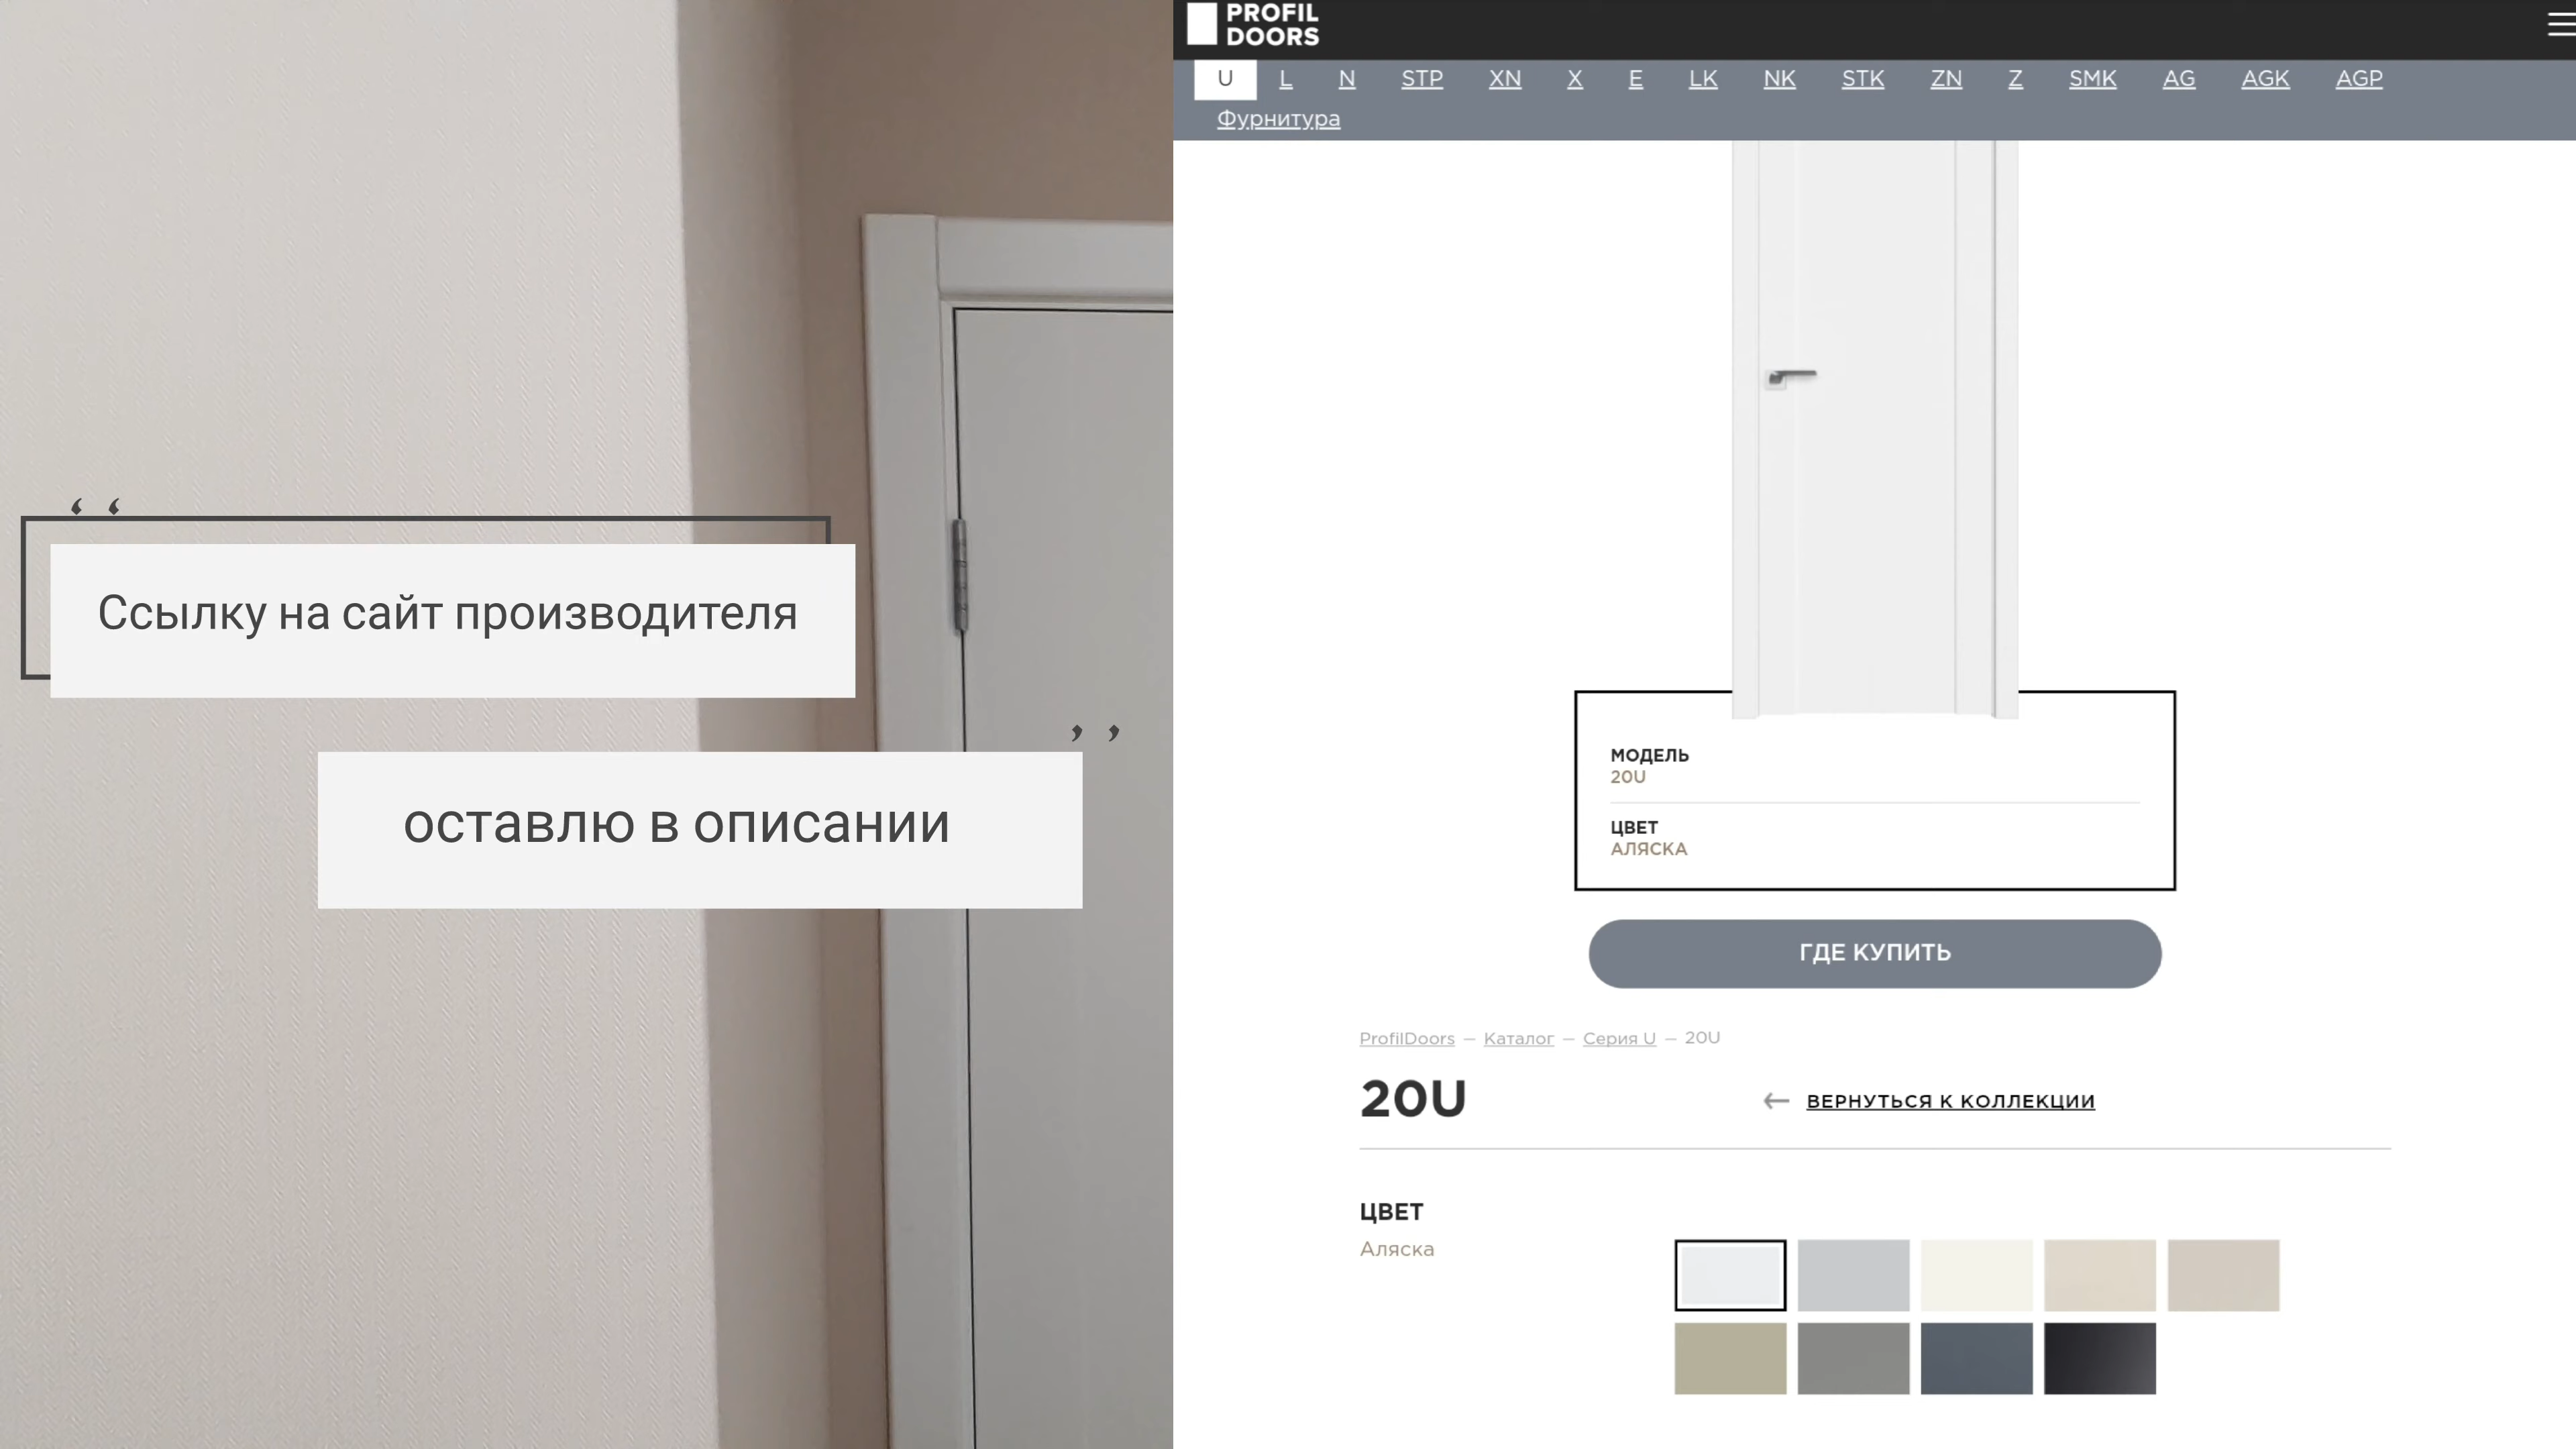 “
Ссылку на сайт производителя
”
оставлю в описании
PROFIL
DOORS
U L N STP XN X E LK NK STK ZN Z SMK AG AGK AGP
Фурнитура
МОДЕЛЬ
20U
ЦВЕТ
АЛЯСКА
ГДЕ КУПИТЬ
ProfilDoors — Каталог — Серия U — 20U
20U
← ВЕРНУТЬСЯ К КОЛЛЕКЦИИ
ЦВЕТ
Аляска